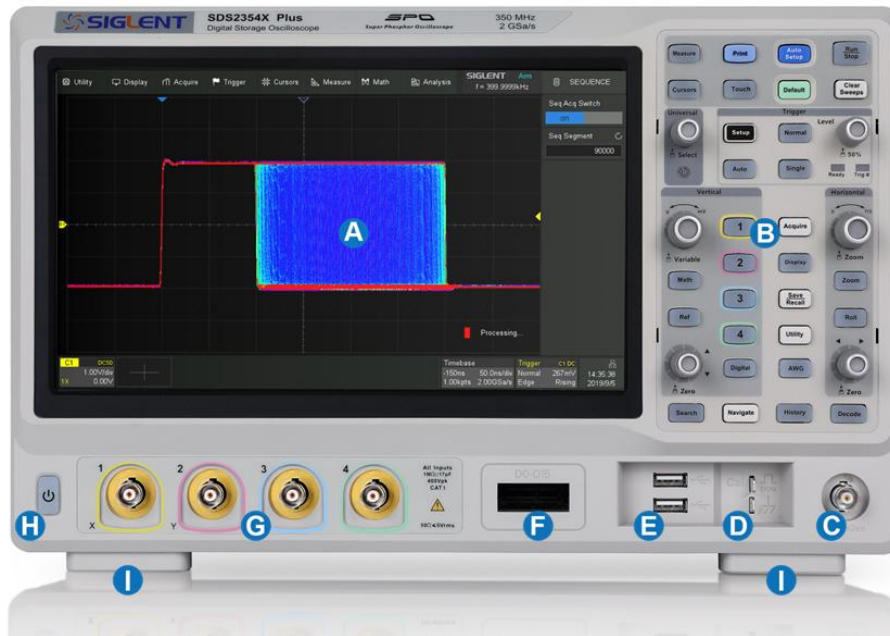 SIGLENT
SDS2354X Plus
Digital Storage Oscilloscope
SPO
Super Phosphor Oscilloscope
350 MHz
2 GSa/s
Utility Display Acquire Trigger Cursors Measure Math Analysis
SIGLENT Arm
f = 399.9999kHz
SEQUENCE
Seq Acq Switch
on
Seq Segment
90000
A
Processing...
C1 DC50
1.00V/div
1X 0.00V
Timebase
-150ns 50.0ns/div
1.00kpts 2.00GSa/s
Trigger C1 DC
Normal 267mV
Edge Rising
14:35:38
2019/9/5
Measure
Print
Auto
Setup
Run
Stop
Cursors
Touch
Default
Clear
Sweeps
Universal
Select
Trigger
Setup
Normal
Level
50%
Auto
Single
Ready
Trig'd
Vertical
Horizontal
Variable
1
B
Acquire
Zoom
2
Display
Math
3
Save
Recall
Zoom
Ref
4
Utility
Roll
Digital
AWG
Zero
Zero
Search
Navigate
History
Decode
H
1
2
3
4
X
Y
G
All Inputs
400Vpk
CAT I
D0-D15
F
E
D
C
I
I